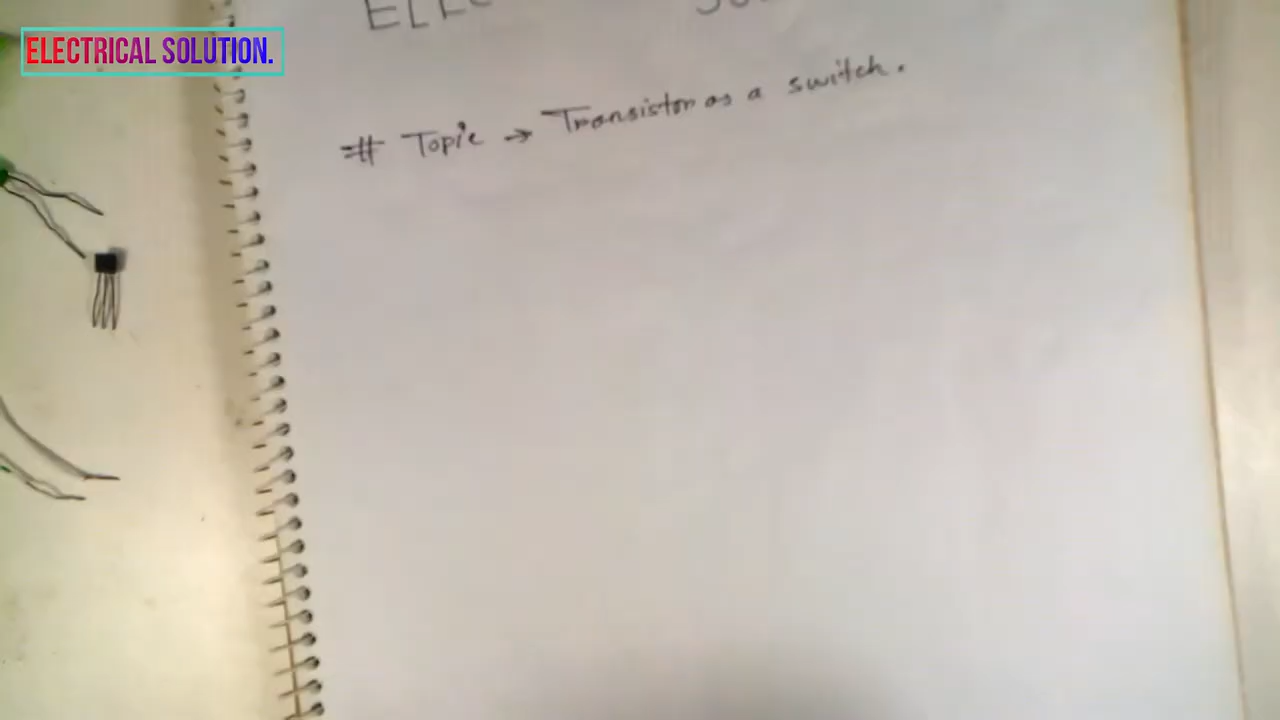 ELECTRICAL SOLUTION.
# Topic → Transistor as a switch.